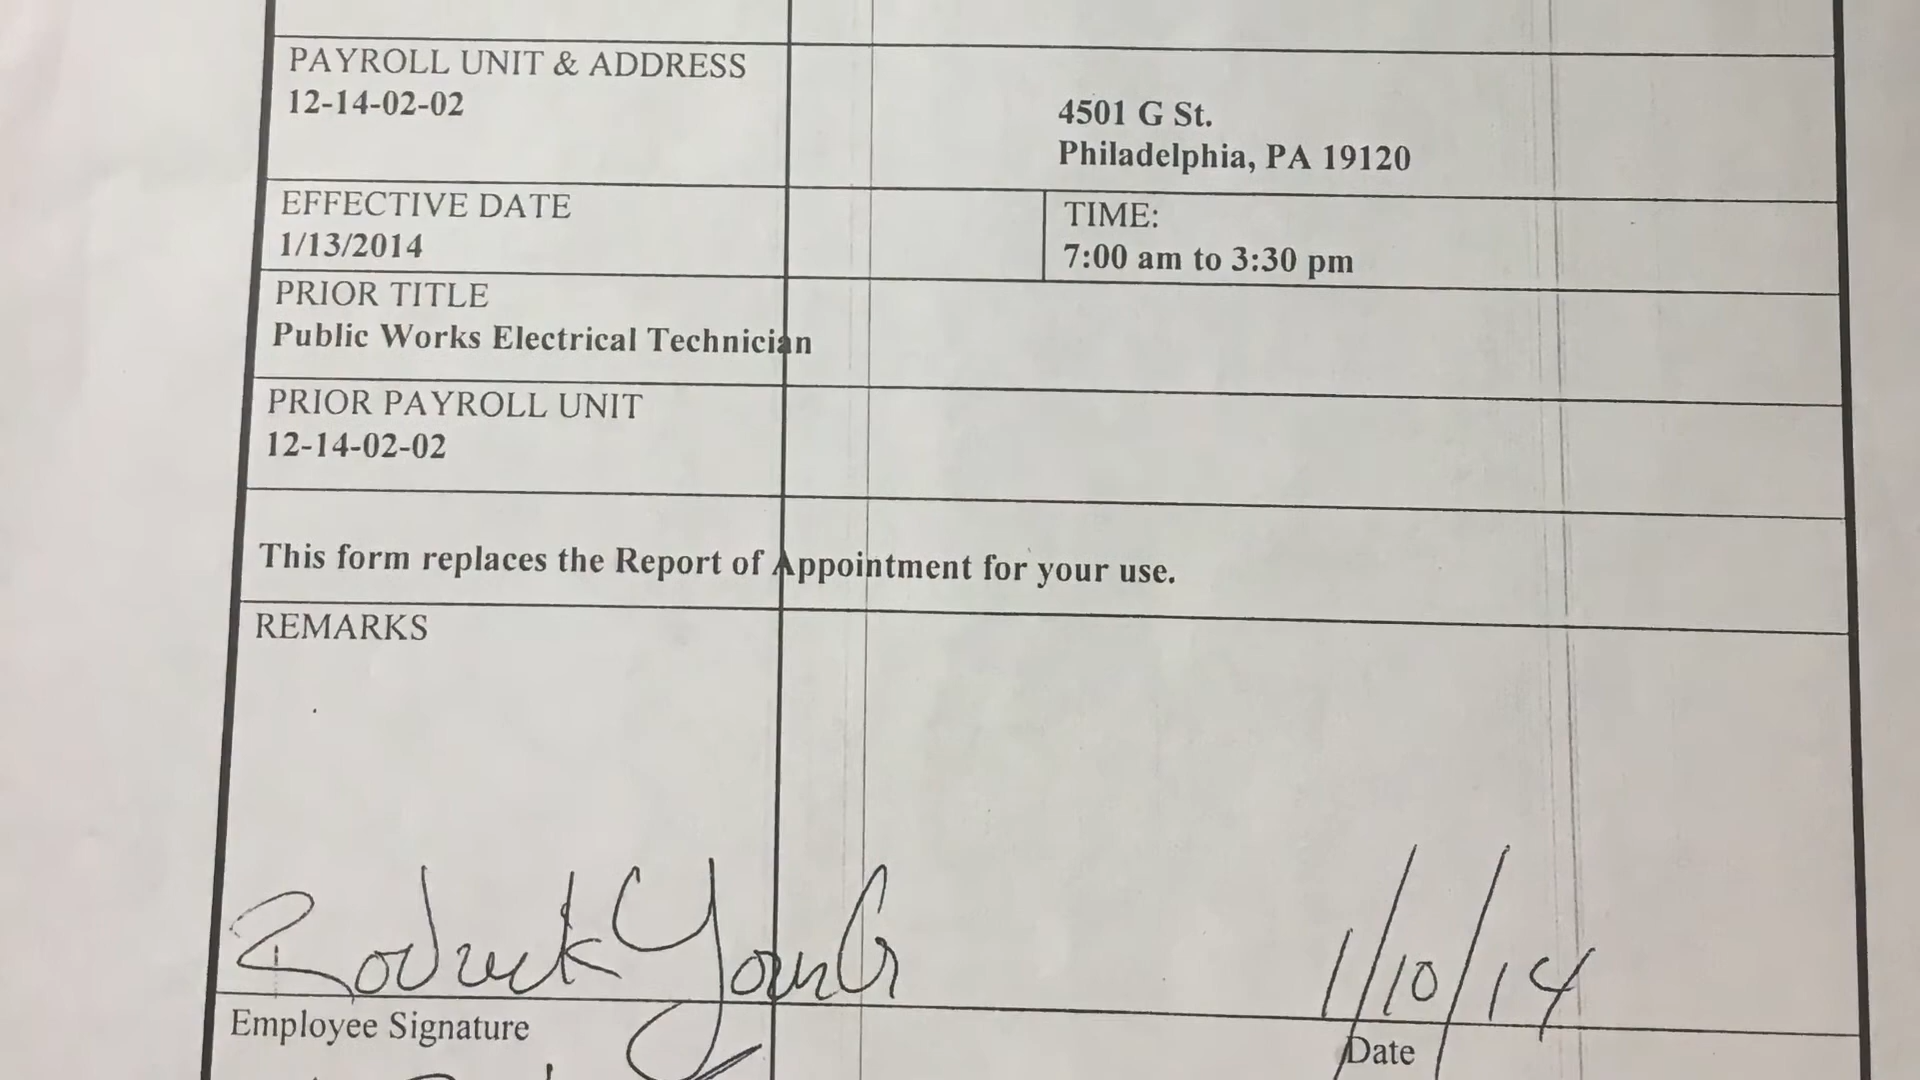 PAYROLL UNIT & ADDRESS
12-14-02-02
4501 G St.
Philadelphia, PA 19120
EFFECTIVE DATE
1/13/2014
TIME:
7:00 am to 3:30 pm
PRIOR TITLE
Public Works Electrical Technician
PRIOR PAYROLL UNIT
12-14-02-02
This form replaces the Report of Appointment for your use.
REMARKS
Rodrick YounG 1/10/14
Employee Signature Date